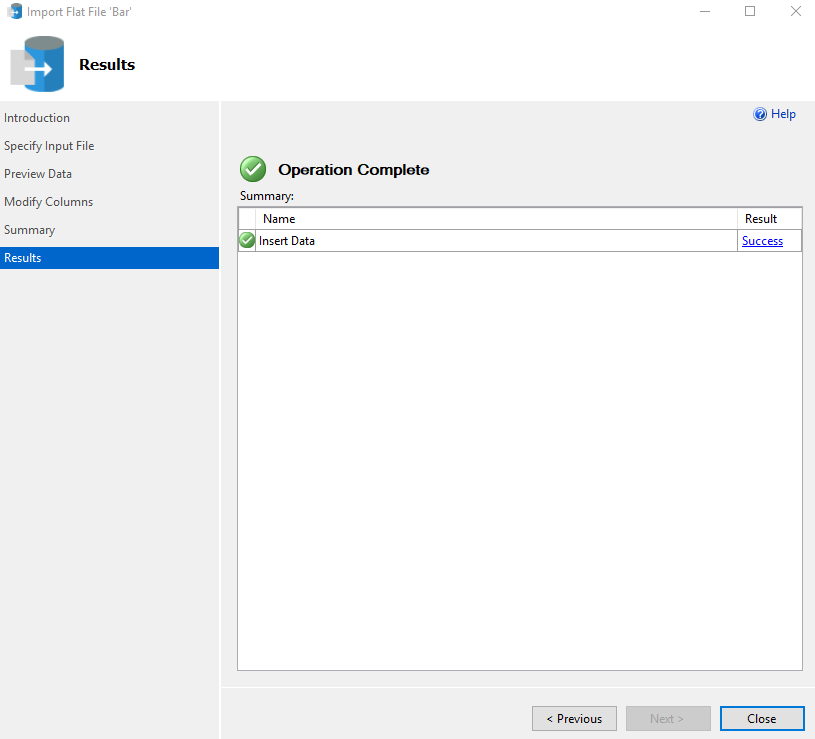 Import Flat File 'Bar'
Results
Introduction
Specify Input File
Preview Data
Modify Columns
Summary
Results
Help
Operation Complete
Summary:
Name Result
Insert Data Success
< Previous Next > Close